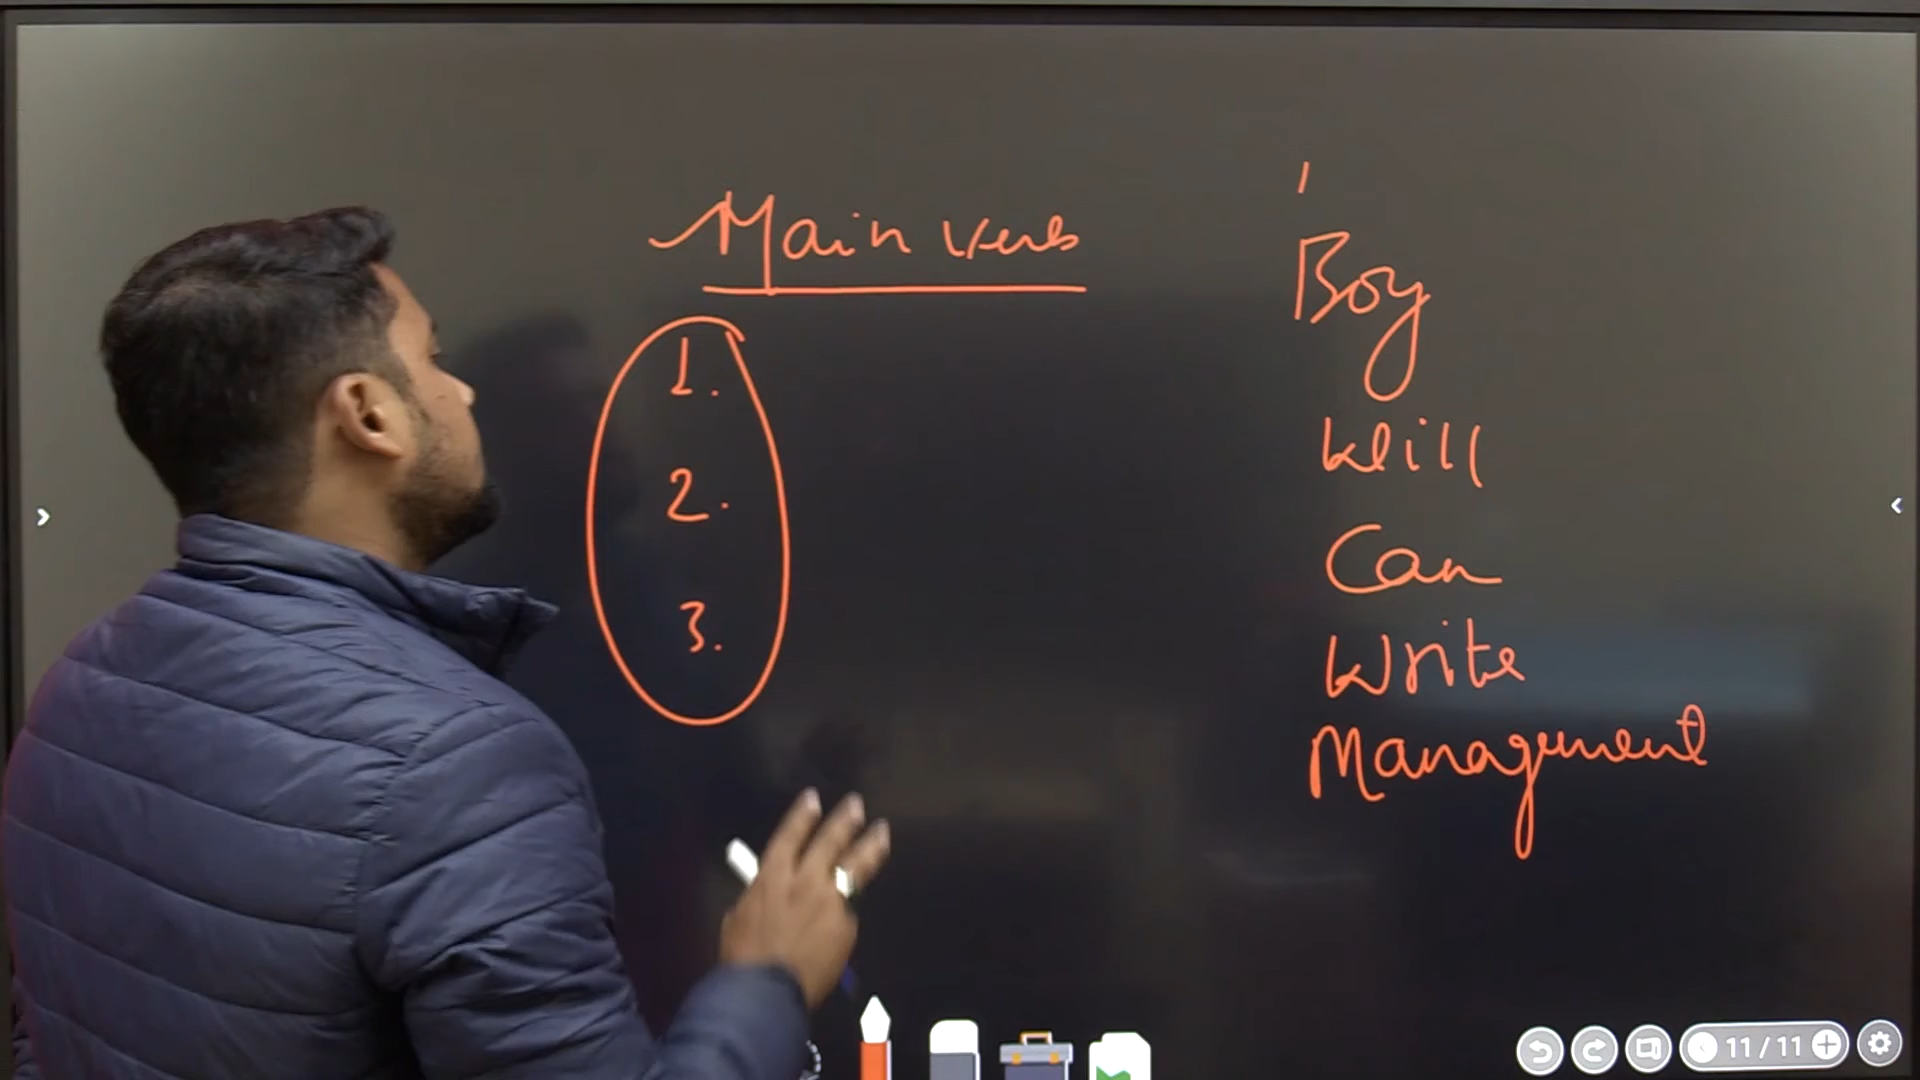 Main verb
1.
2.
3.
Boy
Will
Can
Write
Management
11/11